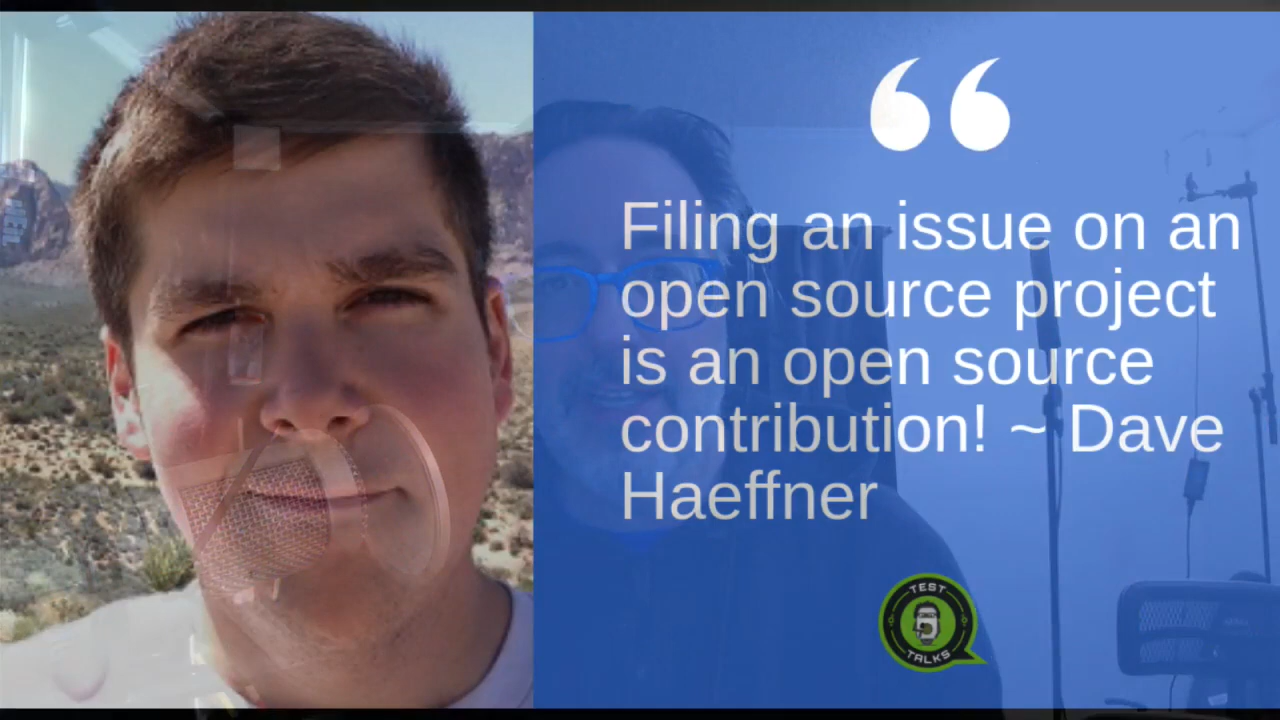 Filing an issue on an
open source project
is an open source
contribution! ~ Dave
Haeffner
TEST
TALKS